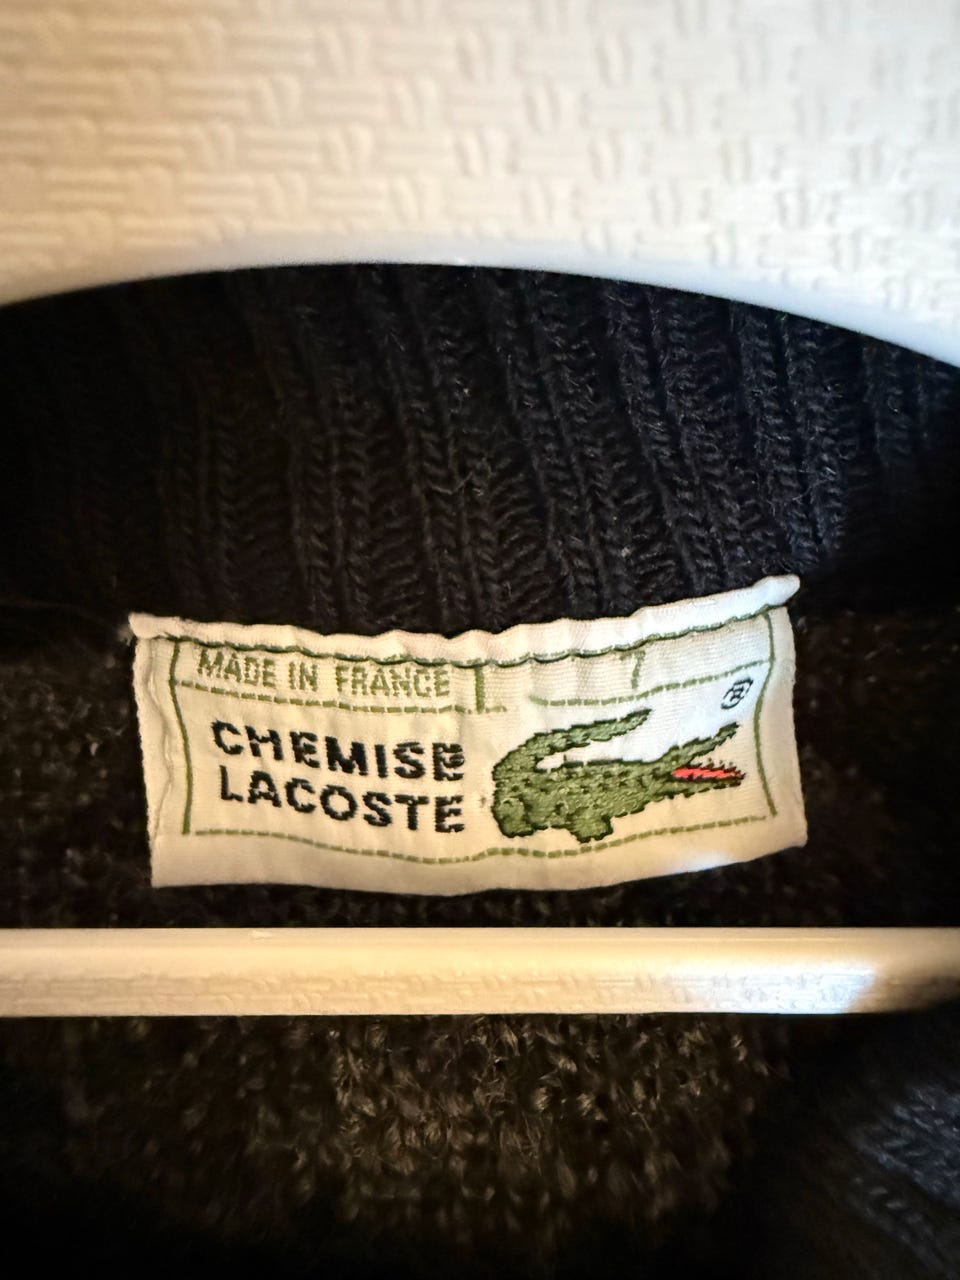 MADE IN FRANCE 7
®
CHEMISE
LACOSTE